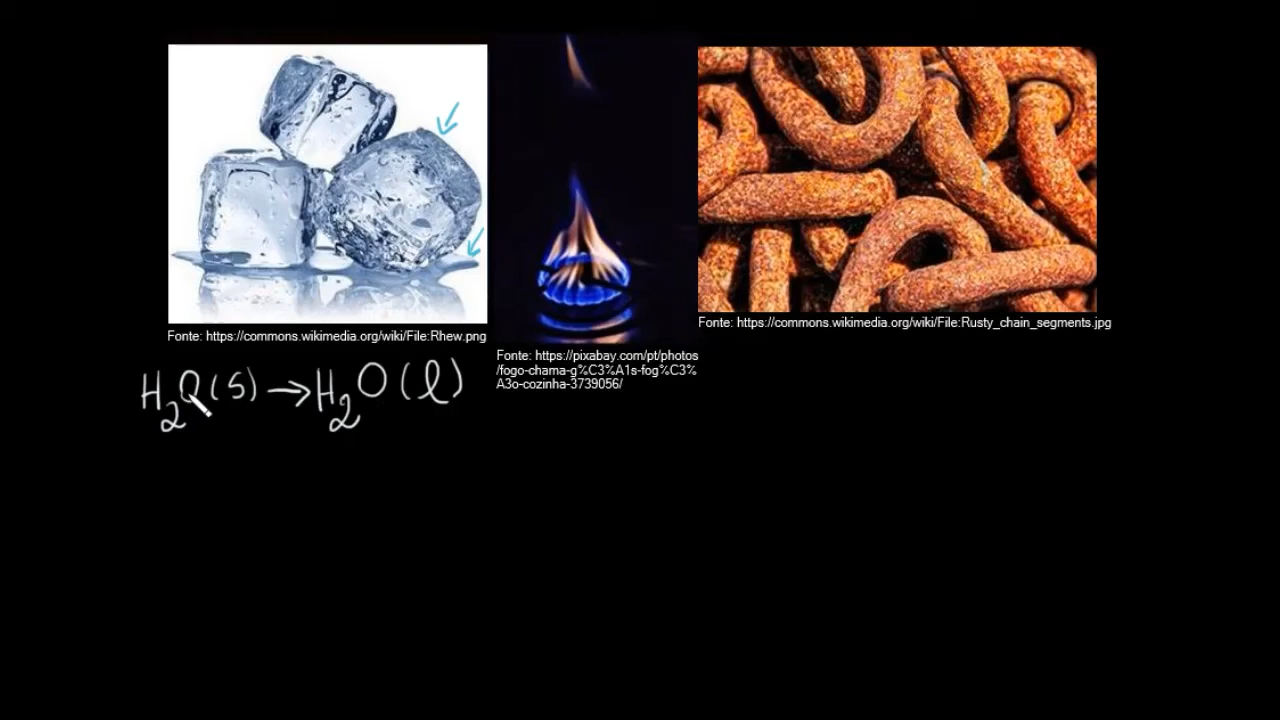 Fonte: https://commons.wikimedia.org/wiki/File:Rhew.png
Fonte: https://pixabay.com/pt/photos
/fogo-chama-g%C3%A1s-fog%C3%
A3o-cozinha-3739056/
Fonte: https://commons.wikimedia.org/wiki/File:Rusty_chain_segments.jpg
H₂O(s) → H₂O(l)